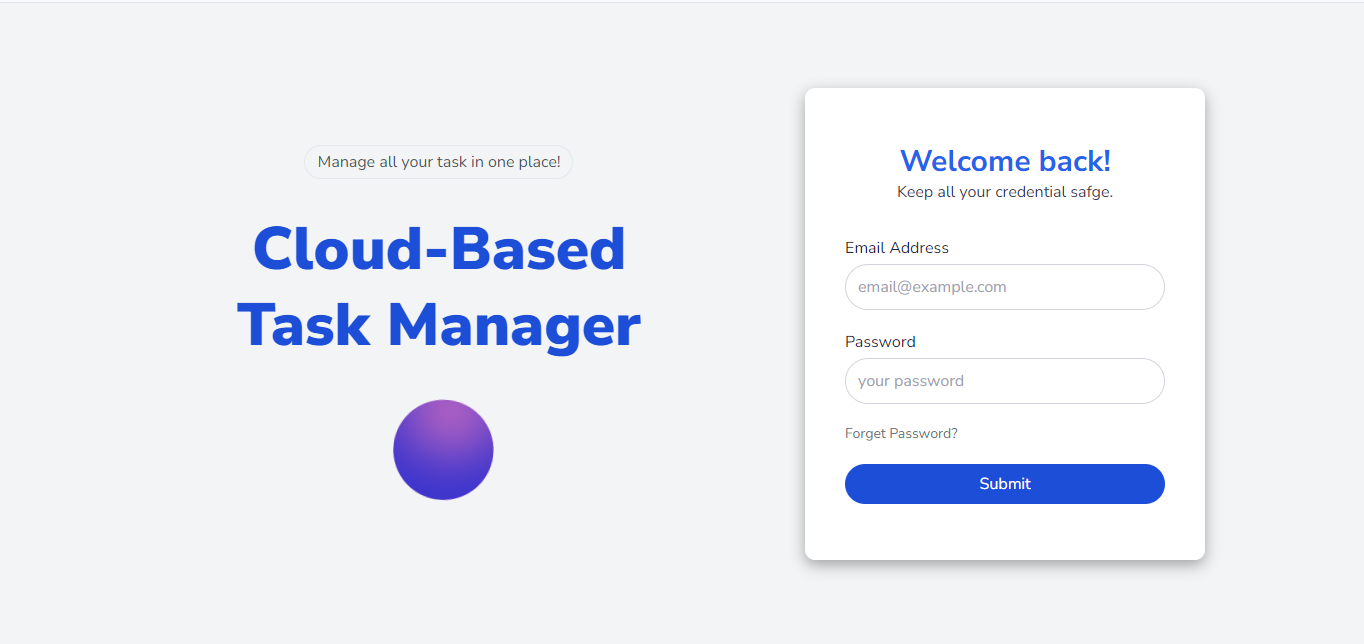 Manage all your task in one place!
Cloud-Based
Task Manager
Welcome back!
Keep all your credential safge.
Email Address
email@example.com
Password
your password
Forget Password?
Submit